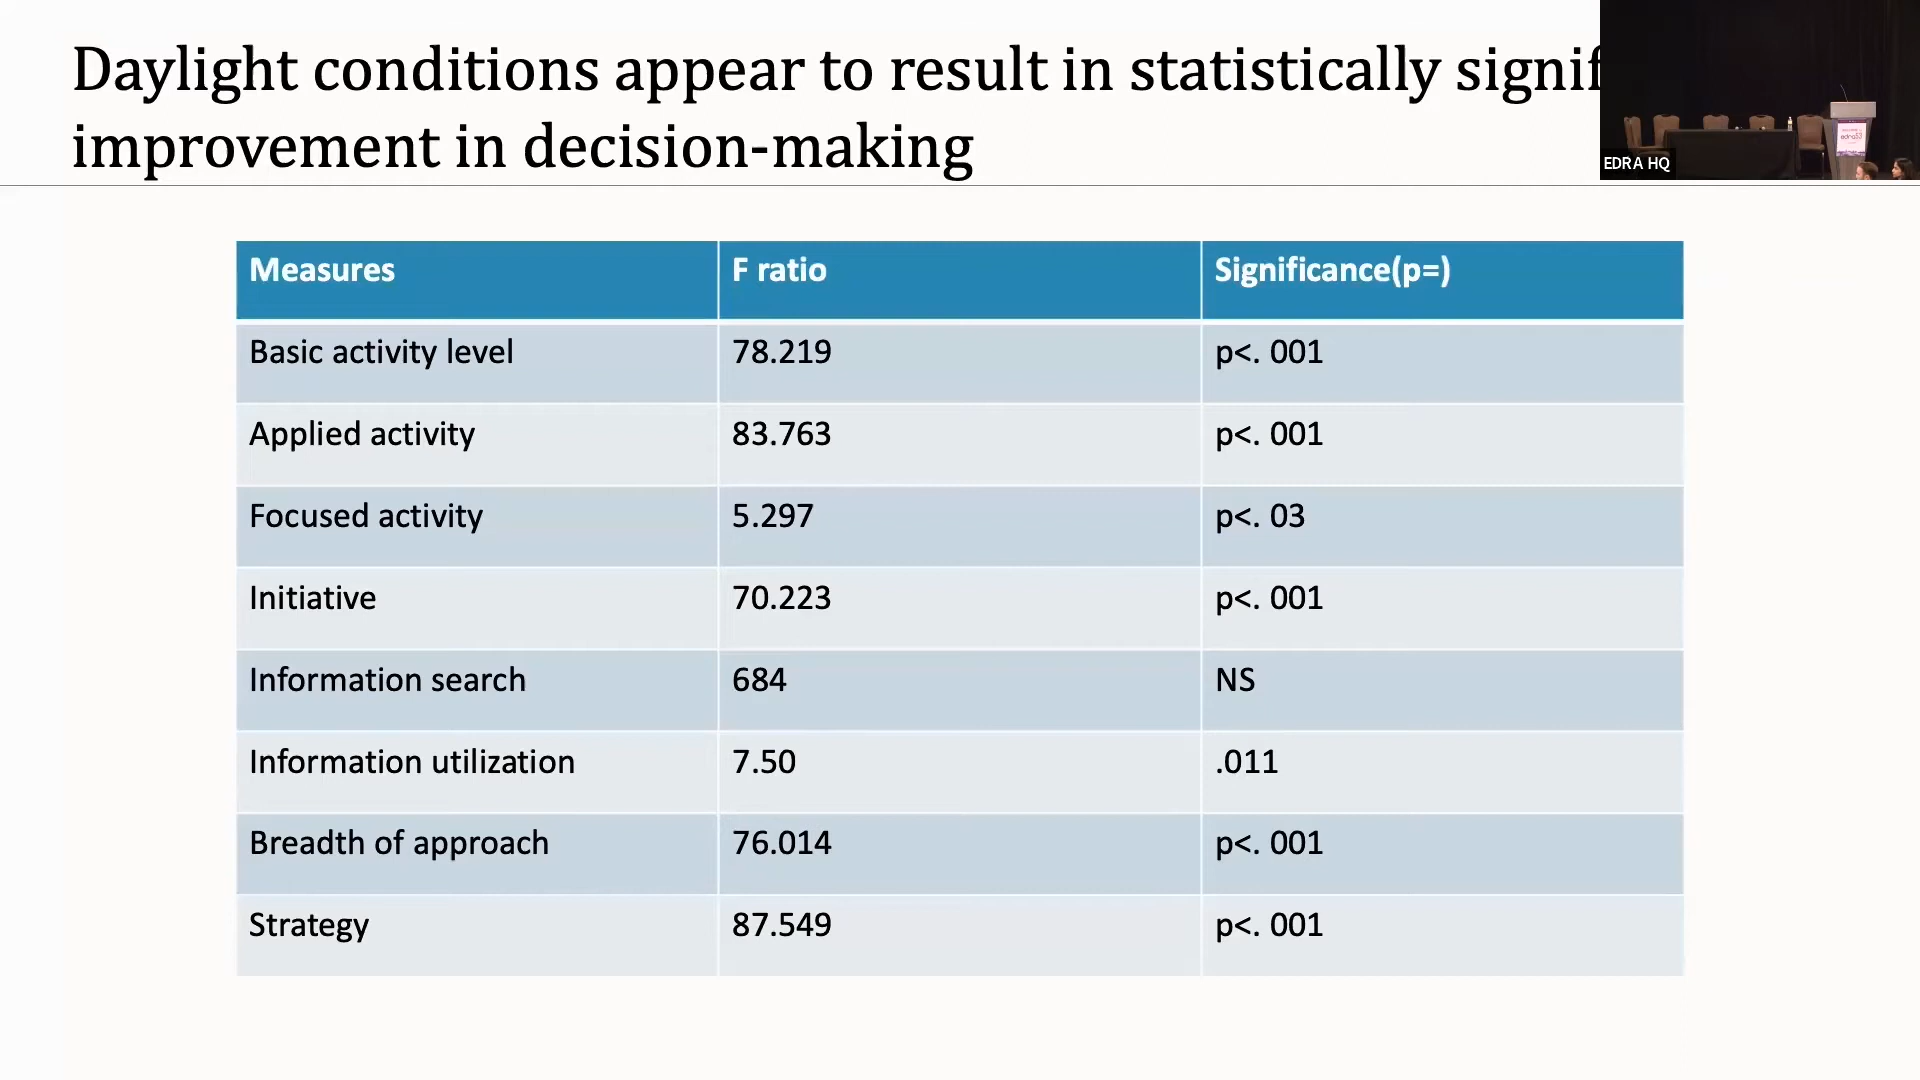 Daylight conditions appear to result in statistically signif
improvement in decision-making
EDRA HQ
Measures F ratio Significance(p=)
Basic activity level 78.219 p<. 001
Applied activity 83.763 p<. 001
Focused activity 5.297 p<. 03
Initiative 70.223 p<. 001
Information search 684 NS
Information utilization 7.50 .011
Breadth of approach 76.014 p<. 001
Strategy 87.549 p<. 001